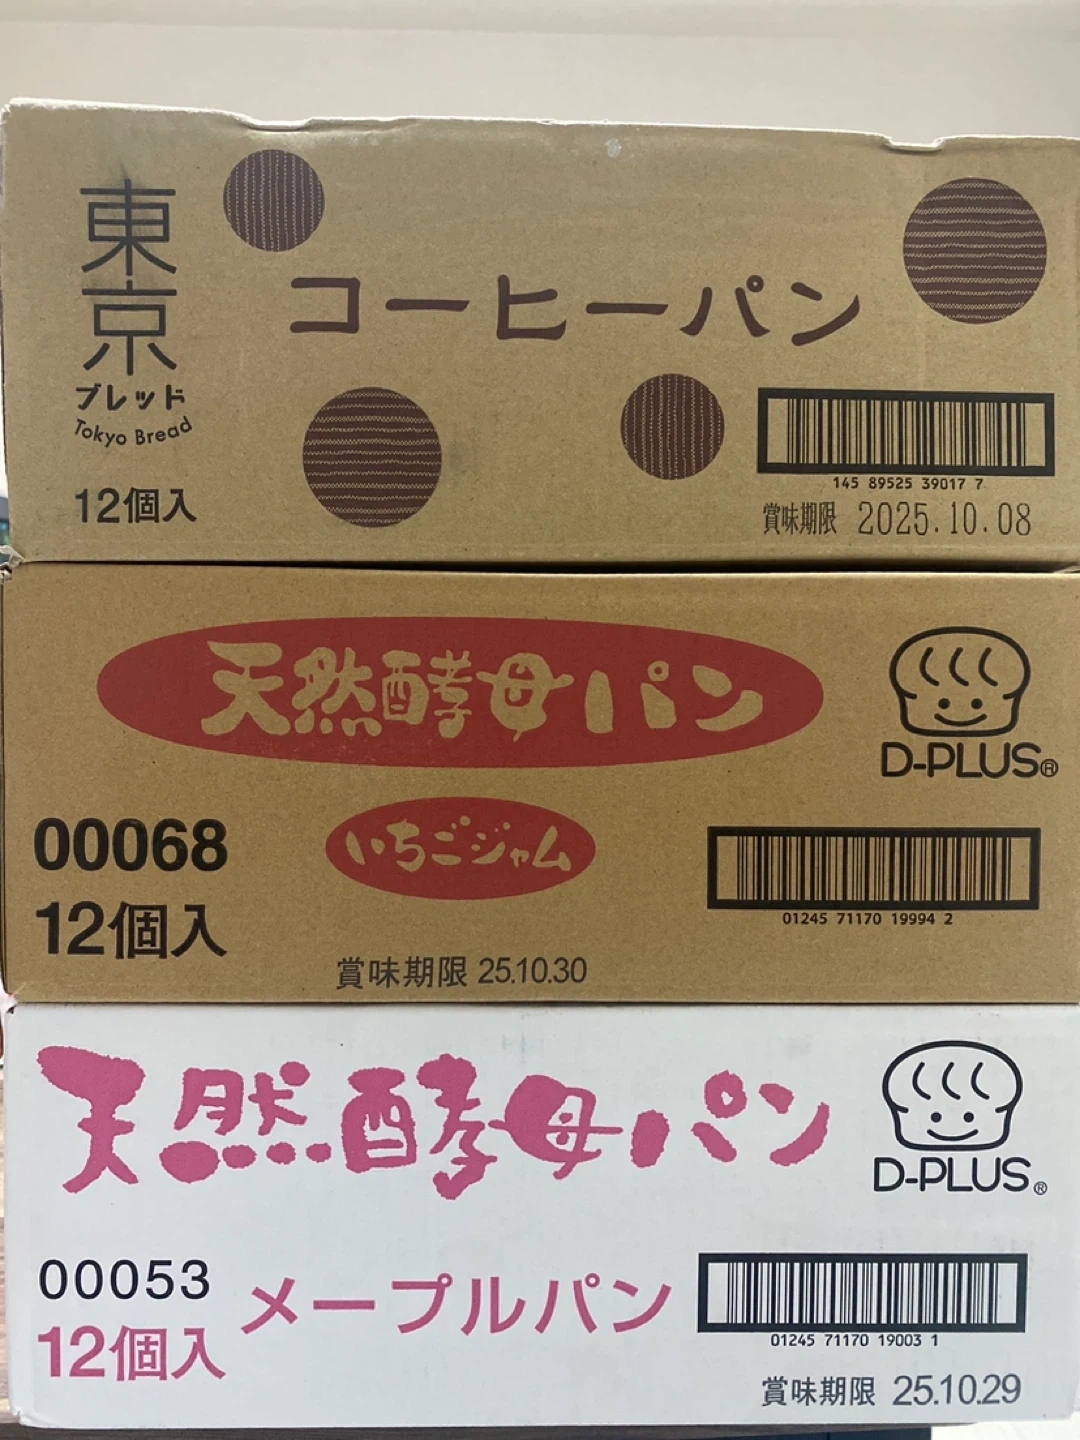 東京
ブレッド
Tokyo Bread
12個入
コーヒーパン
145 89525 39017 7
賞味期限 2025.10.08
天然酵母パン
D-PLUS®
00068
12個入
いちごジャム
01245 71170 19994 2
賞味期限 25.10.30
天然酵母パン
D-PLUS®
00053
12個入
メープルパン
01245 71170 19003 1
賞味期限 25.10.29